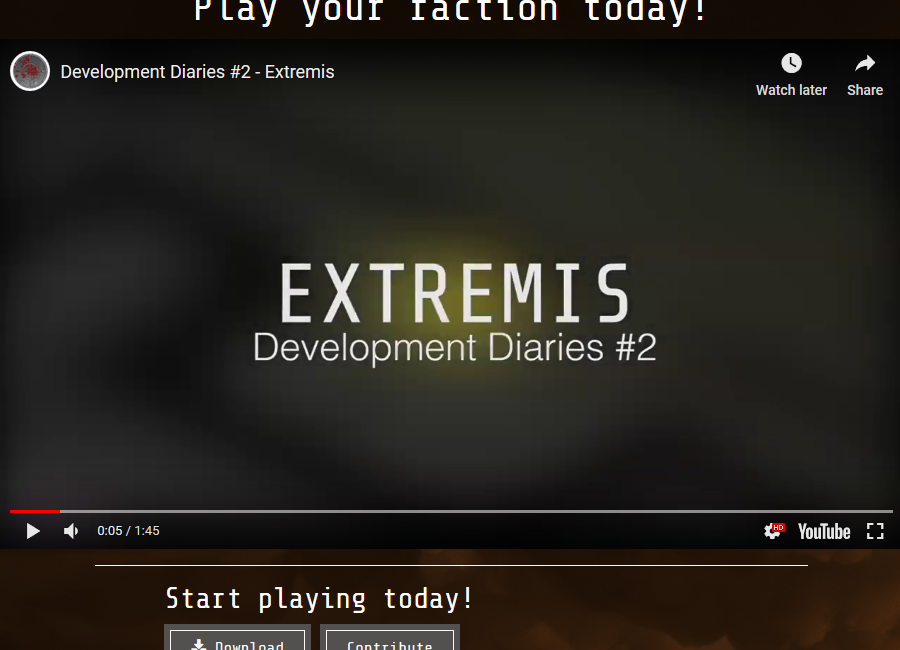 Play your faction today!
Development Diaries #2 - Extremis
Watch later
Share
EXTREMIS
Development Diaries #2
0:05 / 1:45
HD
YouTube
Start playing today!
Download
Contribute